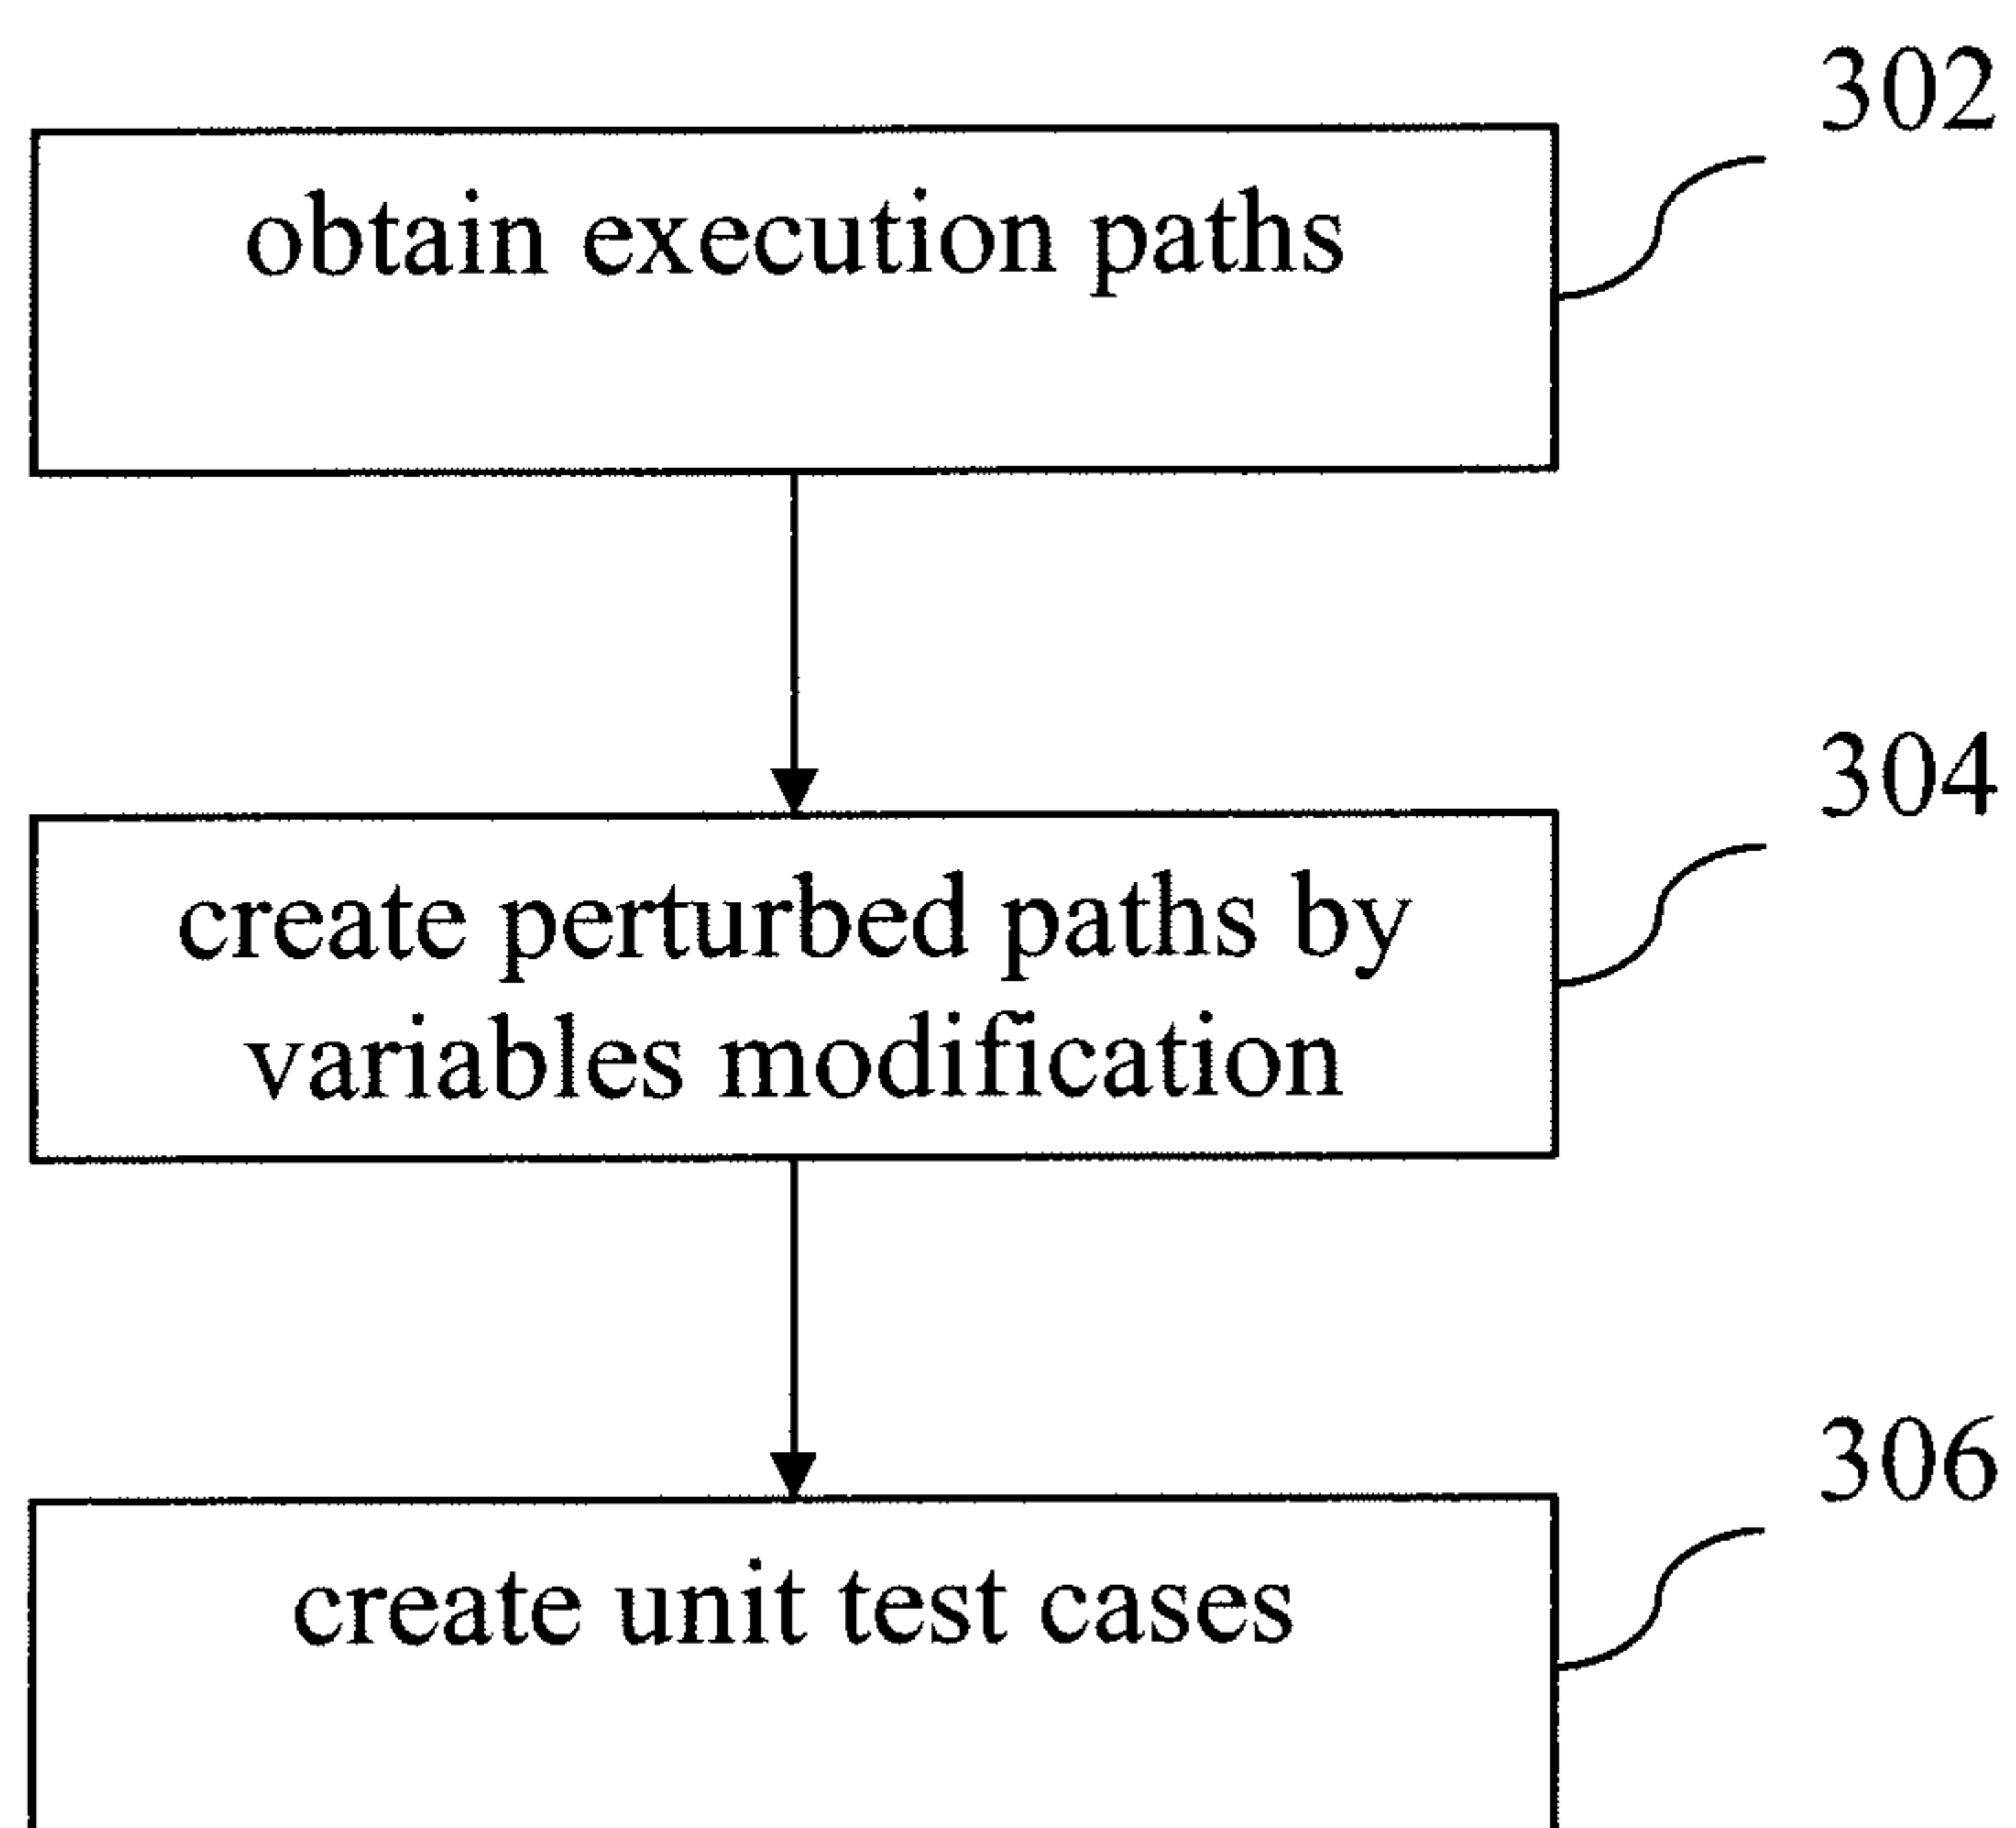 302
obtain execution paths
304
create perturbed paths by
variables modification
306
create unit test cases